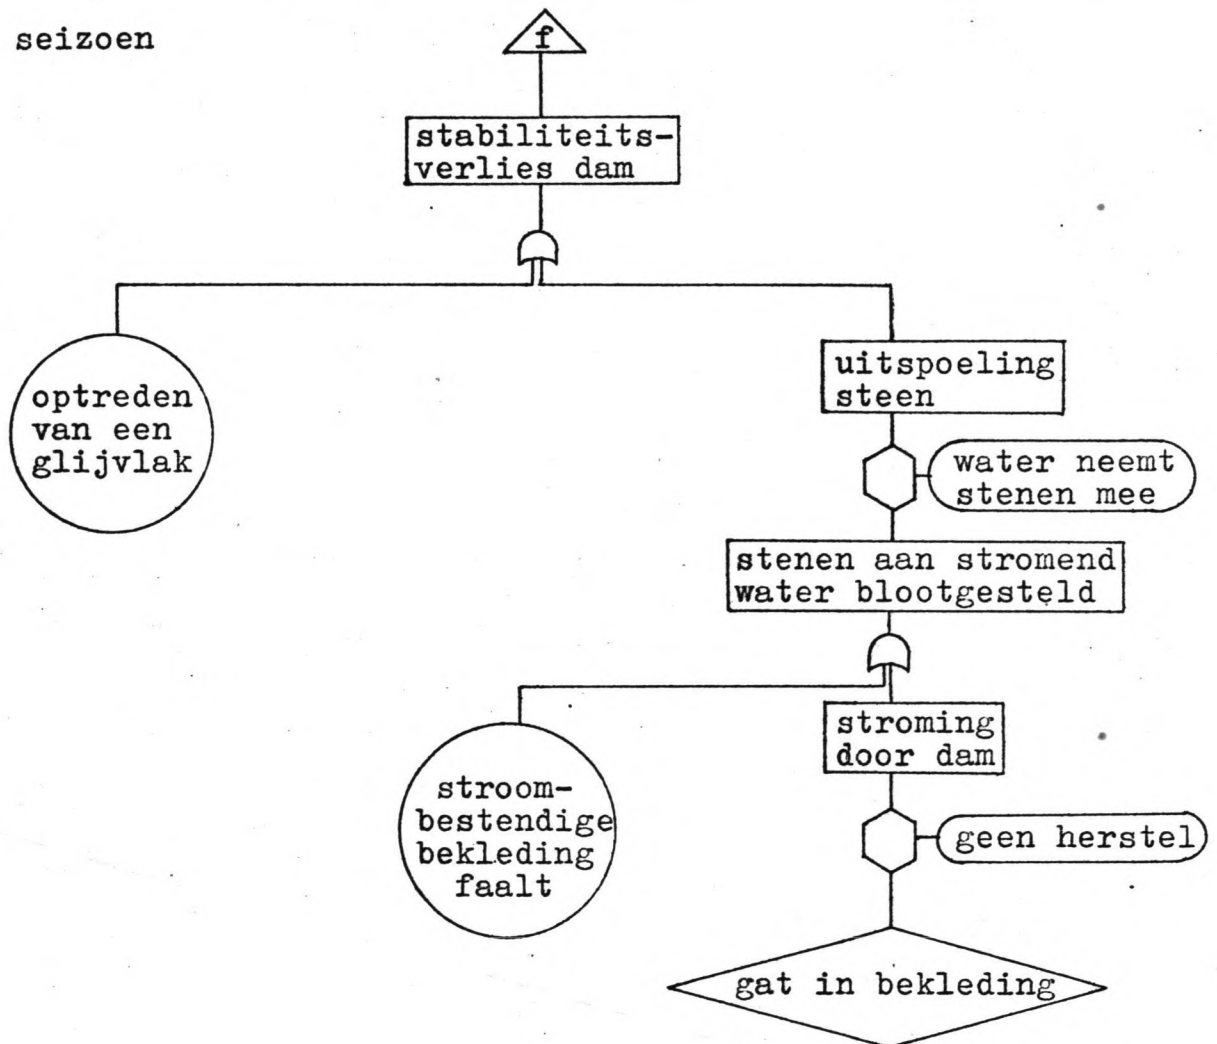 seizoen
f
stabiliteits-
verlies dam
optreden
van een
glijvlak
uitspoeling
steen
water neemt
stenen mee
stenen aan stromend
water blootgesteld
stroom-
bestendige
bekleding
faalt
stroming
door dam
geen herstel
gat in bekleding